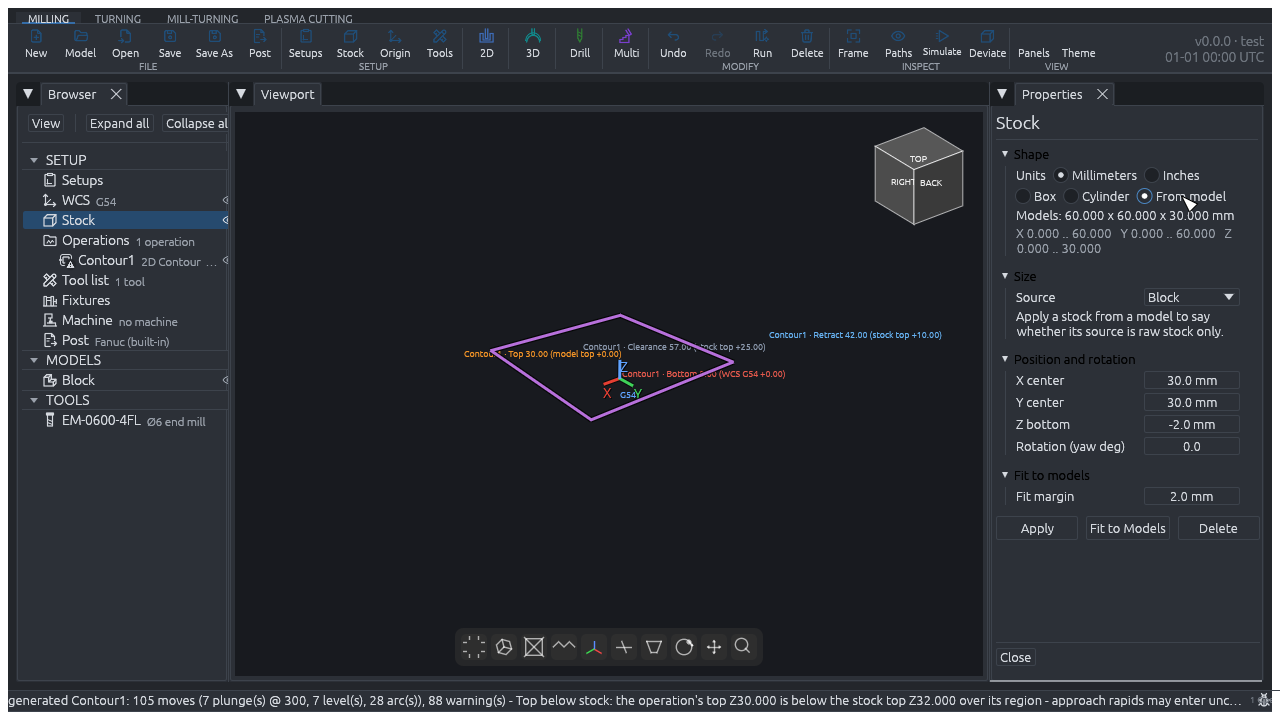 MILLING TURNING MILL-TURNING PLASMA CUTTING
New Model Open Save Save As Post Setups Stock Origin Tools 2D 3D Drill Multi Undo Redo Run Delete Frame Paths Simulate Deviate Panels Theme
FILE SETUP MODIFY INSPECT VIEW
v0.0.0 · test
01-01 00:00 UTC
Browser
View Expand all Collapse al
SETUP
Setups
WCS G54
Stock
Operations 1 operation
Contour1 2D Contour ...
Tool list 1 tool
Fixtures
Machine no machine
Post Fanuc (built-in)
MODELS
Block
TOOLS
EM-0600-4FL Ø6 end mill
Viewport
TOP
RIGHT BACK
Contour1 · Retract 42.00 (stock top +10.00)
Contour1 · Clearance 57.00 (stock top +25.00)
Contour1 · Top 30.00 (model top +0.00)
Contour1 · Bottom 0.00 (WCS G54 +0.00)
Z
X G54 Y
Properties
Stock
Shape
Units Millimeters Inches
Box Cylinder From model
Models: 60.000 x 60.000 x 30.000 mm
X 0.000 .. 60.000 Y 0.000 .. 60.000 Z
0.000 .. 30.000
Size
Source Block
Apply a stock from a model to say
whether its source is raw stock only.
Position and rotation
X center 30.0 mm
Y center 30.0 mm
Z bottom -2.0 mm
Rotation (yaw deg) 0.0
Fit to models
Fit margin 2.0 mm
Apply Fit to Models Delete
Close
generated Contour1: 105 moves (7 plunge(s) @ 300, 7 level(s), 28 arc(s)), 88 warning(s) - Top below stock: the operation's top Z30.000 is below the stock top Z32.000 over its region - approach rapids may enter unc...